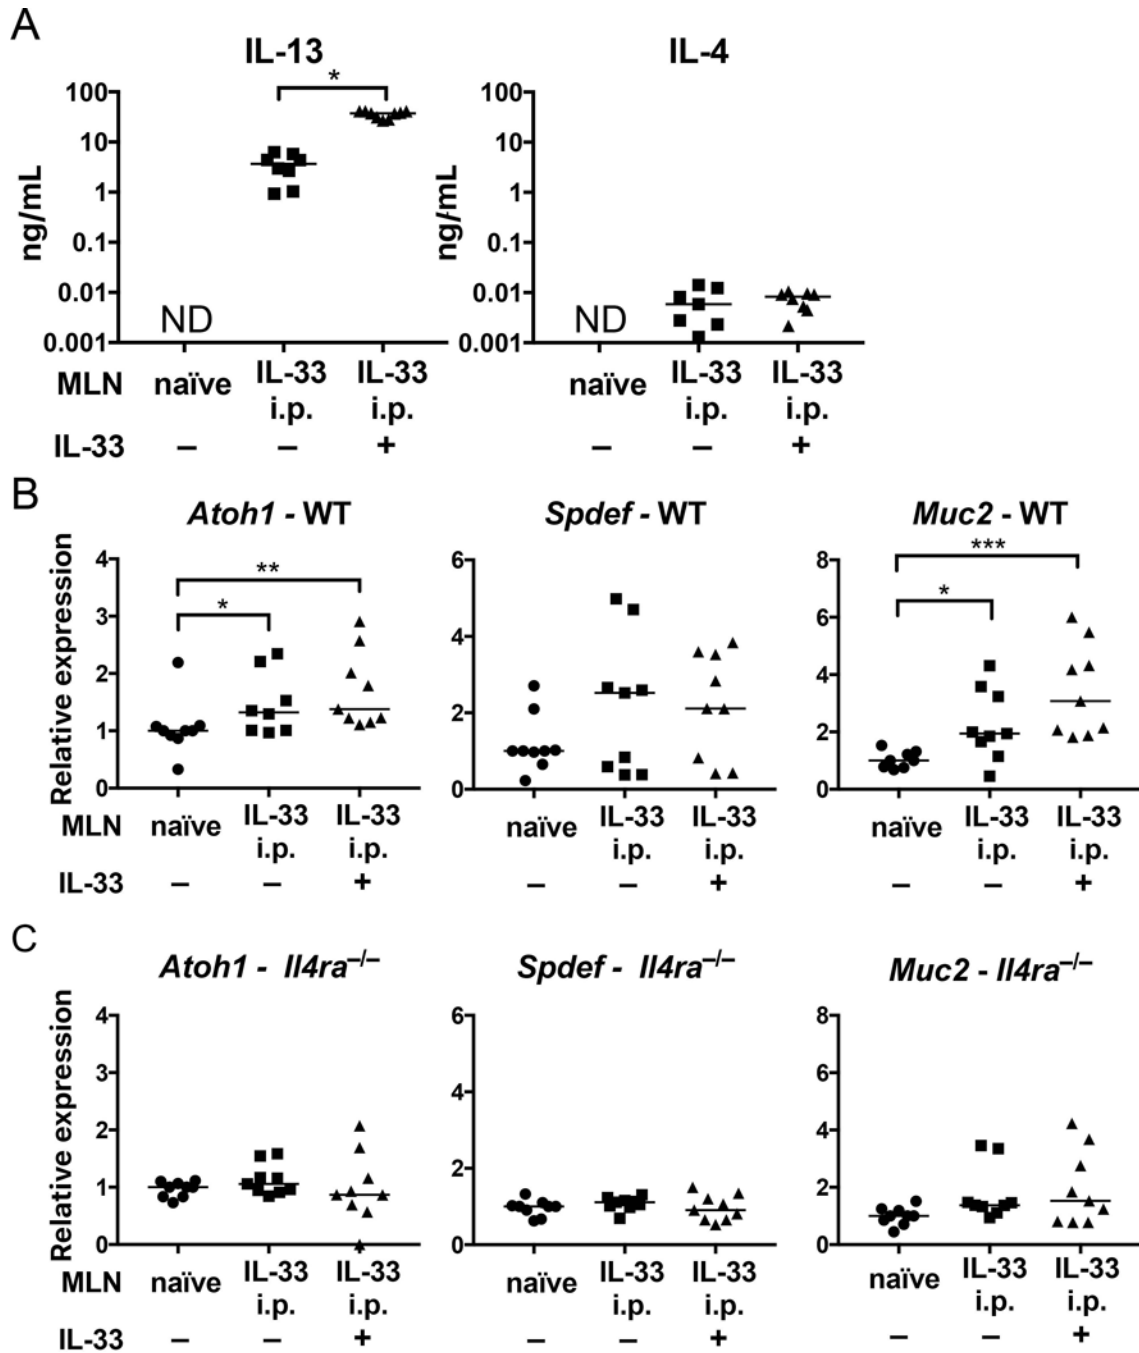 A
IL-13 IL-4
*
100 100
10 10
1 1
0.1 0.1
0.01 0.01
0.001 0.001
ng/mL ng/mL
ND ND
MLN naïve IL-33 i.p. IL-33 i.p. naïve IL-33 i.p. IL-33 i.p.
IL-33 – – + – – +
B
Atoh1 - WT Spdef - WT Muc2 - WT
** ***
* *
Relative expression
4 6 8
3 4 6
2 2 4
1 0 2
0 0
MLN naïve IL-33 i.p. IL-33 i.p. naïve IL-33 i.p. IL-33 i.p. naïve IL-33 i.p. IL-33 i.p.
IL-33 – – + – – + – – +
C
Atoh1 - Il4ra–/– Spdef - Il4ra–/– Muc2 - Il4ra–/–
Relative expression
4 6 8
3 4 6
2 2 4
1 0 2
0 0
MLN naïve IL-33 i.p. IL-33 i.p. naïve IL-33 i.p. IL-33 i.p. naïve IL-33 i.p. IL-33 i.p.
IL-33 – – + – – + – – +